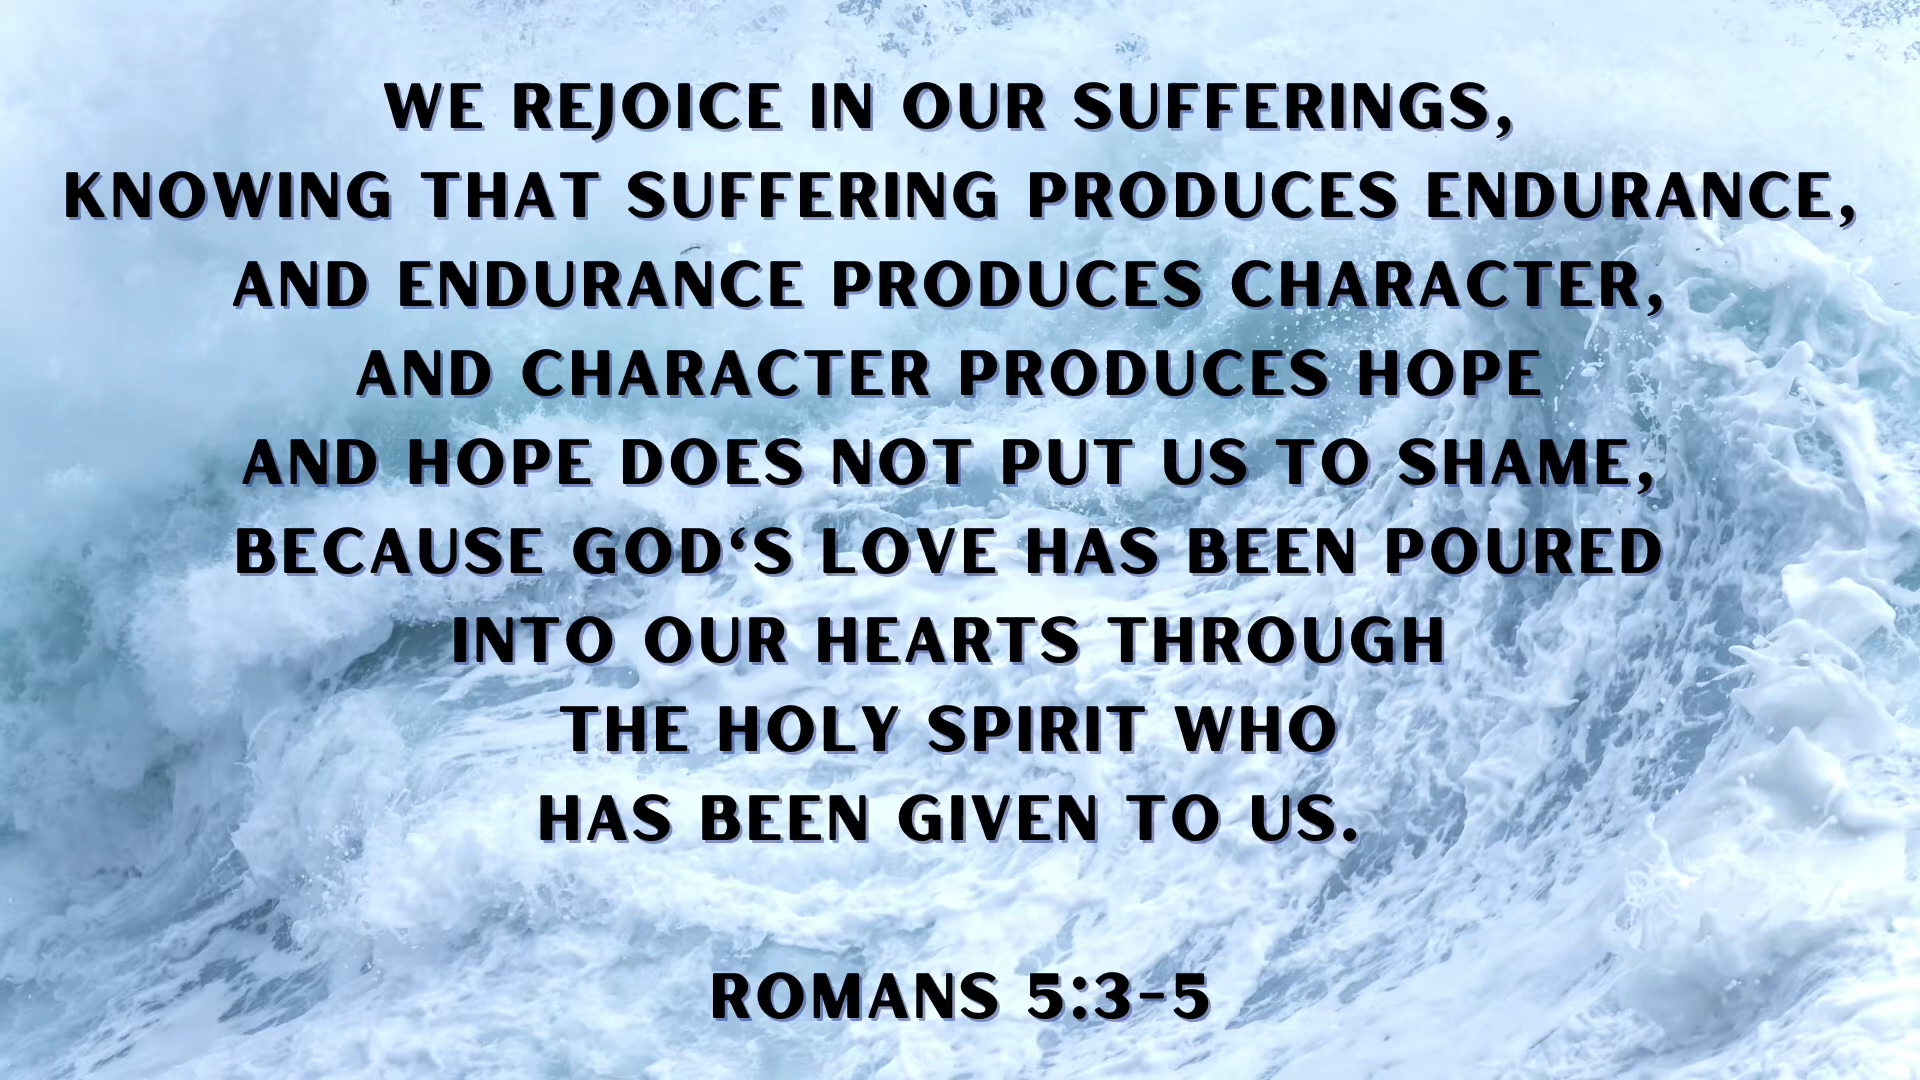 WE REJOICE IN OUR SUFFERINGS,
KNOWING THAT SUFFERING PRODUCES ENDURANCE,
AND ENDURANCE PRODUCES CHARACTER,
AND CHARACTER PRODUCES HOPE
AND HOPE DOES NOT PUT US TO SHAME,
BECAUSE GOD‘S LOVE HAS BEEN POURED
INTO OUR HEARTS THROUGH
THE HOLY SPIRIT WHO
HAS BEEN GIVEN TO US.
ROMANS 5:3-5